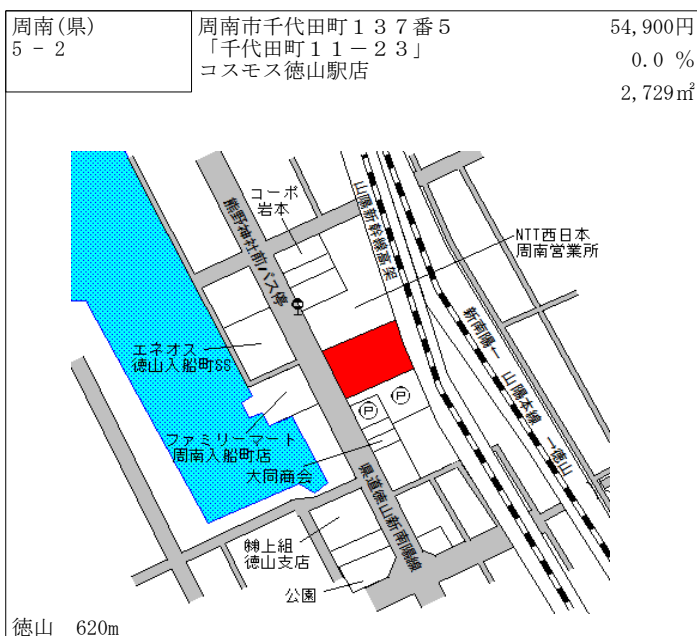 周南(県)
5 - 2
周南市千代田町１３７番５
「千代田町１１－２３」
コスモス徳山駅店
54,900円
0.0 %
2,729㎡
コーポ
岩本
熊野神社前バス停
山陽新幹線高架
NTT西日本
周南営業所
エネオス
徳山入船町SS
新南陽← 山陽本線 →徳山
ファミリーマート
周南入船町店
大同商会
県道徳山新南陽線
㈱上組
徳山支店
公園
P
P
徳山 620m